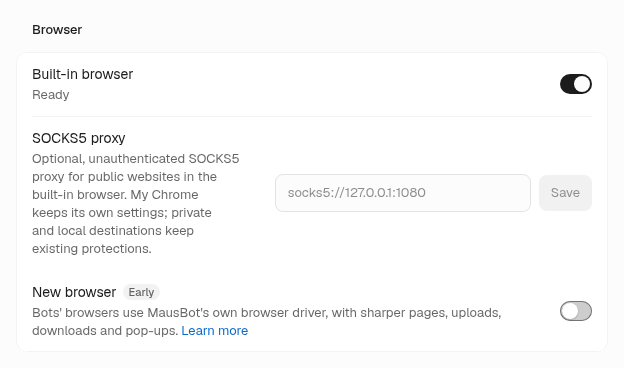 Browser
Built-in browser
Ready
SOCKS5 proxy
Optional, unauthenticated SOCKS5
proxy for public websites in the
built-in browser. My Chrome
keeps its own settings; private
and local destinations keep
existing protections.
socks5://127.0.0.1:1080
Save
New browser Early
Bots' browsers use MausBot's own browser driver, with sharper pages, uploads,
downloads and pop-ups. Learn more